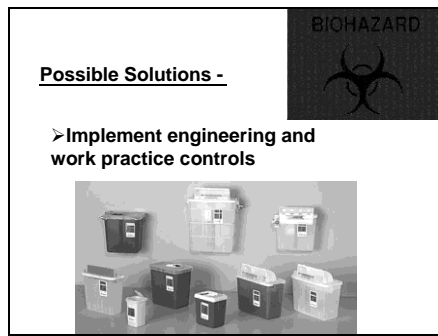 BIOHAZARD
Possible Solutions -
➢Implement engineering and
work practice controls